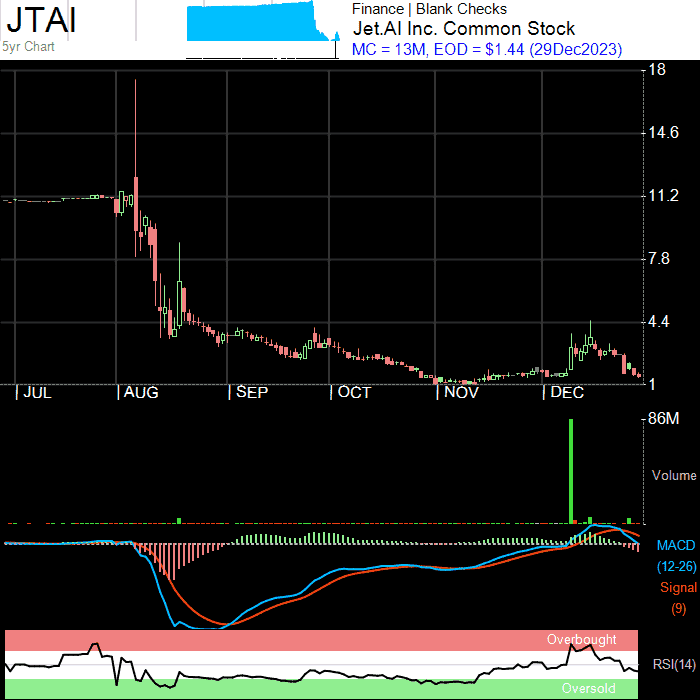 JTAI
5yr Chart
Finance | Blank Checks
Jet.AI Inc. Common Stock
MC = 13M, EOD = $1.44 (29Dec2023)
18
14.6
11.2
7.8
4.4
1
JUL AUG SEP OCT NOV DEC
86M
Volume
MACD
(12-26)
Signal
(9)
Overbought
RSI(14)
Oversold